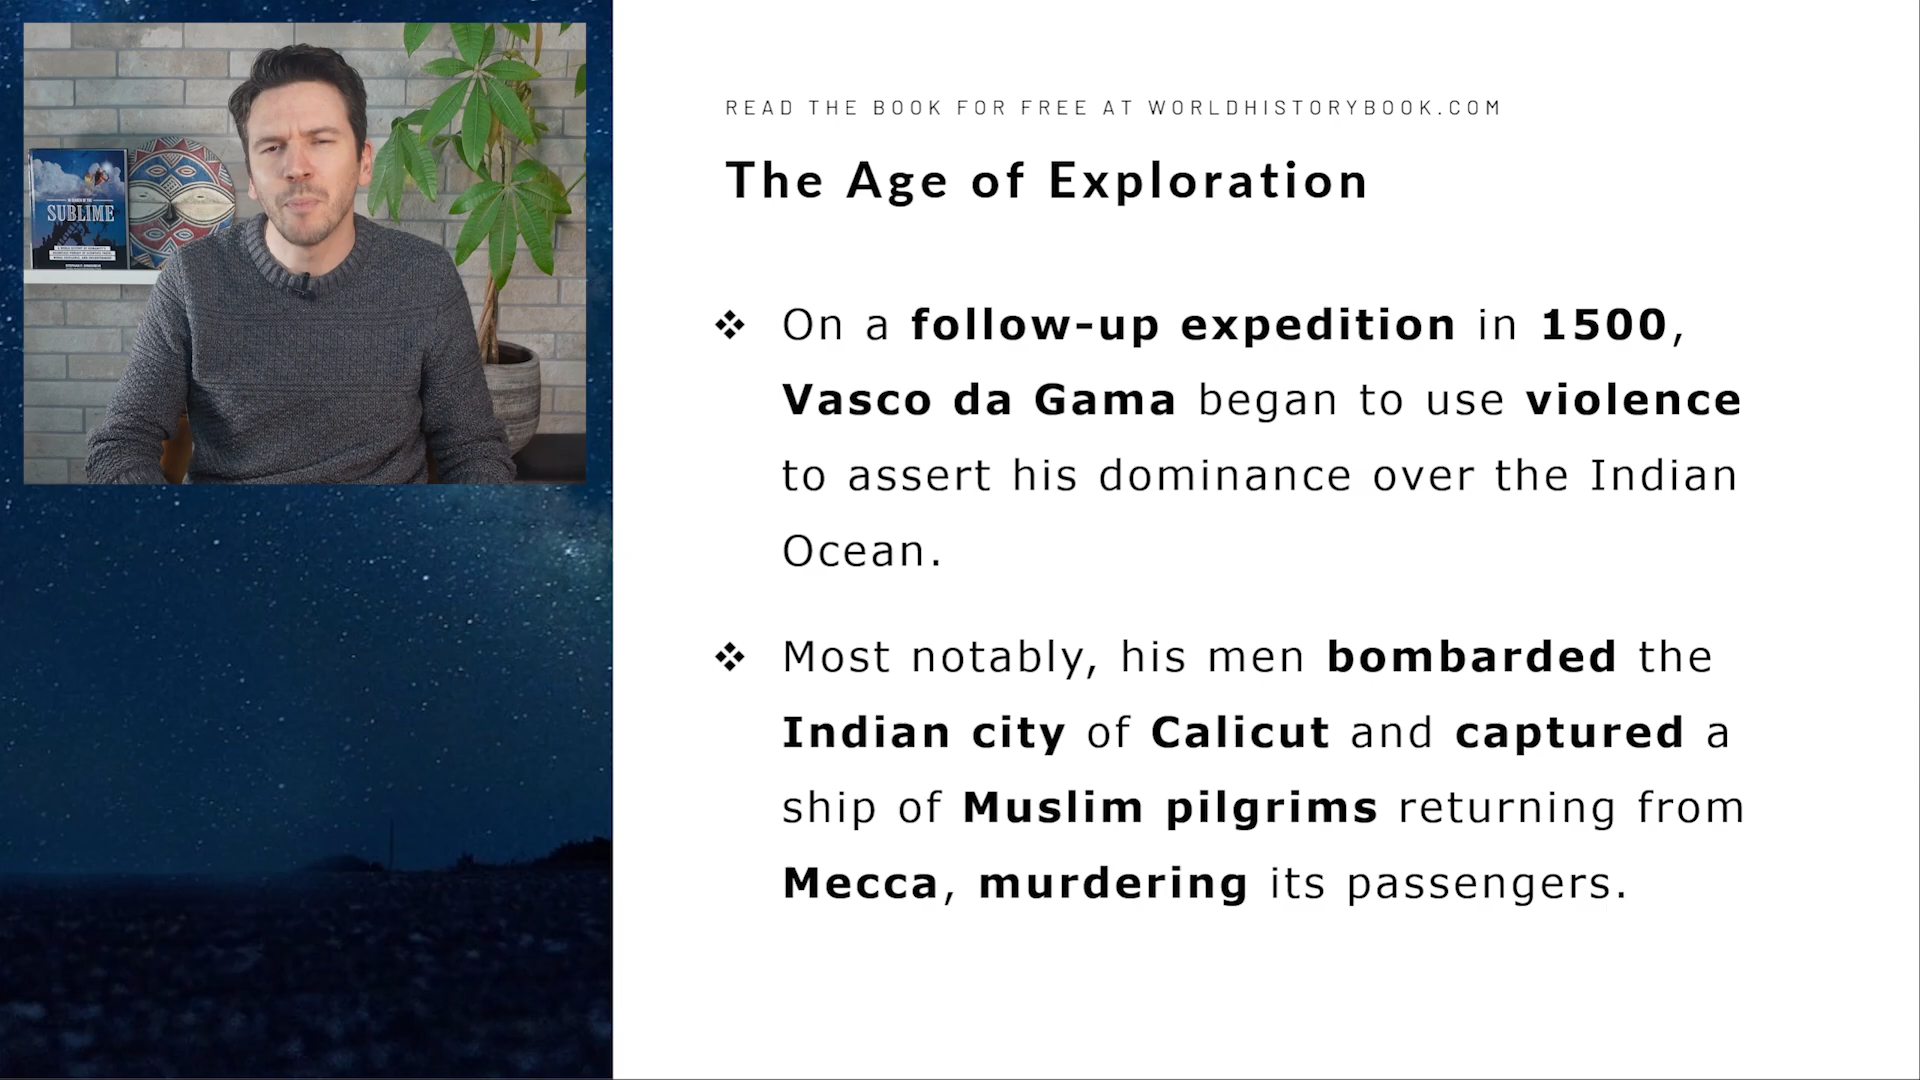 READ THE BOOK FOR FREE AT WORLDHISTORYBOOK.COM
The Age of Exploration
❖ On a follow-up expedition in 1500,
Vasco da Gama began to use violence
to assert his dominance over the Indian
Ocean.
❖ Most notably, his men bombarded the
Indian city of Calicut and captured a
ship of Muslim pilgrims returning from
Mecca, murdering its passengers.
SUBLIME